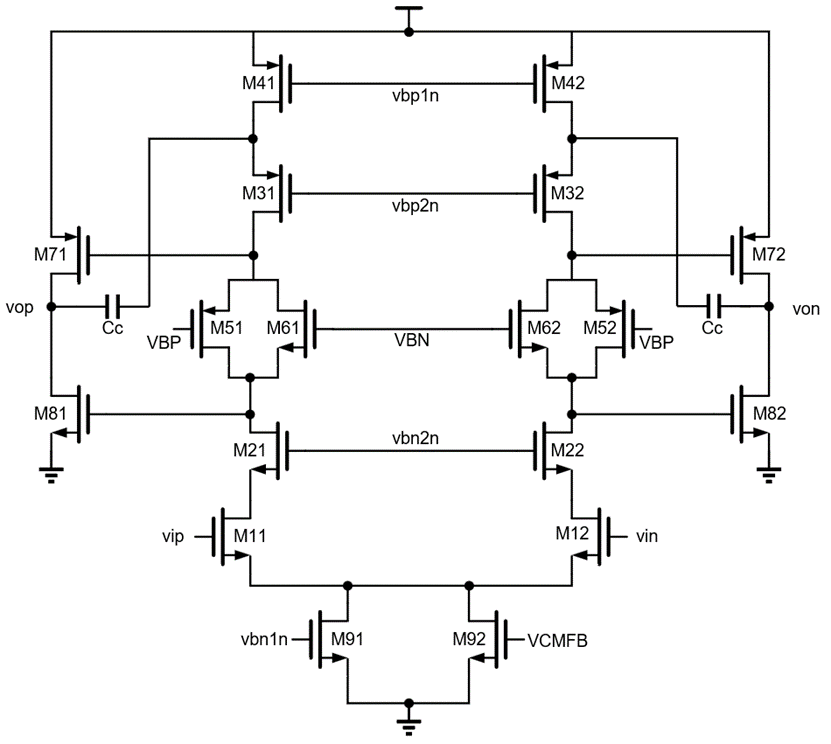 M41
M42
vbp1n
M31
M32
vbp2n
M71
M72
vop
Cc
M51
M61
M62
M52
Cc
von
VBP
VBN
VBP
M81
M82
vbn2n
M21
M22
vip
M11
M12
vin
vbn1n
M91
M92
VCMFB